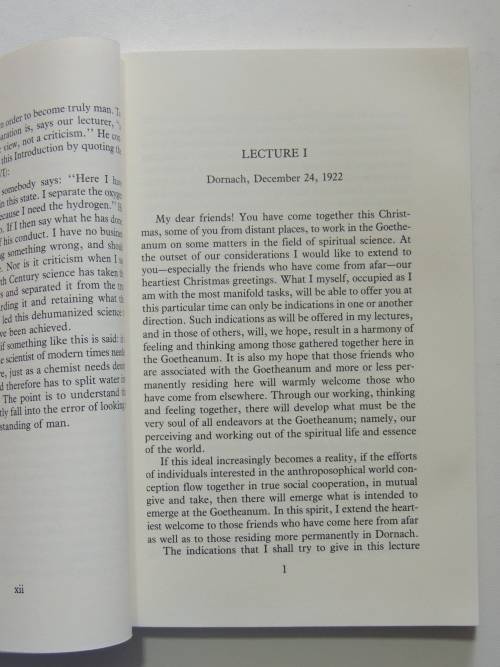 n order to become truly man. T
aration is, says our lecturer, "
view, not a criticism." He con
this Introduction by quoting the
VI):
somebody says: "Here I hav
in this state. I separate the oxyge
ecause I need the hydrogen." H
o. If I then say what he has done
f his conduct. I have no busines
g something wrong, and shoul
e. Nor is it criticism when I s
th Century science has taken th
s and separated it from the tru
rding it and retaining what th
led this dehumanized science
ve been achieved.
if something like this is said: it
e scientist of modern times needs
re, just as a chemist needs den
d therefore has to split water in
The point is to understand th
tly fall into the error of looking
standing of man.
xii
LECTURE I
Dornach, December 24, 1922
My dear friends! You have come together this Christ-
mas, some of you from distant places, to work in the Goethe-
anum on some matters in the field of spiritual science. At
the outset of our considerations I would like to extend to
you—especially the friends who have come from afar—our
heartiest Christmas greetings. What I myself, occupied as I
am with the most manifold tasks, will be able to offer you at
this particular time can only be indications in one or another
direction. Such indications as will be offered in my lectures,
and in those of others, will, we hope, result in a harmony of
feeling and thinking among those gathered together here in
the Goetheanum. It is also my hope that those friends who
are associated with the Goetheanum and more or less per-
manently residing here will warmly welcome those who
have come from elsewhere. Through our working, thinking
and feeling together, there will develop what must be the
very soul of all endeavors at the Goetheanum; namely, our
perceiving and working out of the spiritual life and essence
of the world.
If this ideal increasingly becomes a reality, if the efforts
of individuals interested in the anthroposophical world con-
ception flow together in true social cooperation, in mutual
give and take, then there will emerge what is intended to
emerge at the Goetheanum. In this spirit, I extend the heart-
iest welcome to those friends who have come here from afar
as well as to those residing more permanently in Dornach.
The indications that I shall try to give in this lecture
1